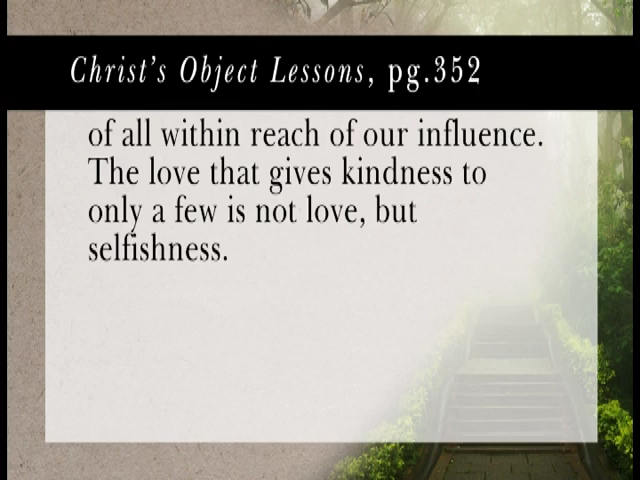 Christ's Object Lessons, pg.352
of all within reach of our influence.
The love that gives kindness to
only a few is not love, but
selfishness.